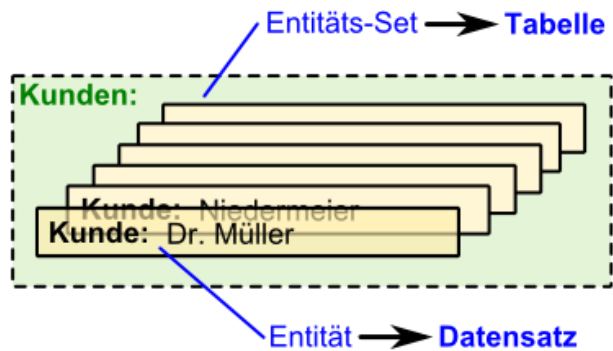 Entitäts-Set Tabelle
Kunden:
Kunde: Niedermeier
Kunde: Dr. Müller
Entität Datensatz